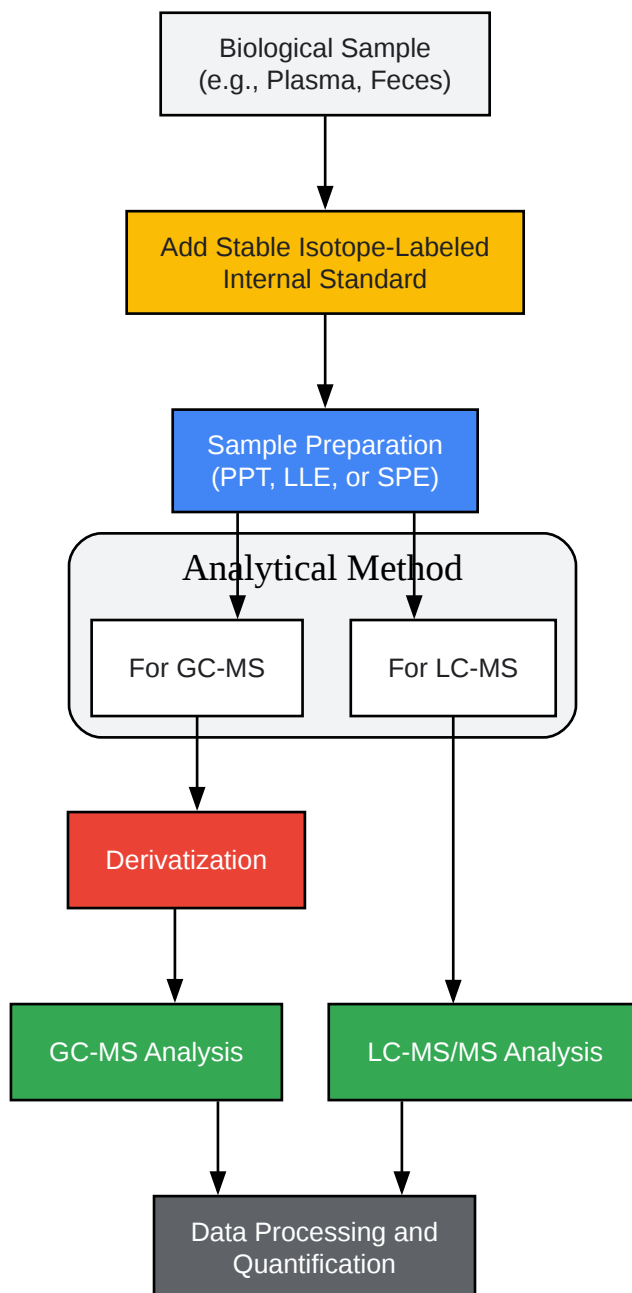 Biological Sample
(e.g., Plasma, Feces)
Add Stable Isotope-Labeled
Internal Standard
Sample Preparation
(PPT, LLE, or SPE)
Analytical Method
For GC-MS
For LC-MS
Derivatization
GC-MS Analysis
LC-MS/MS Analysis
Data Processing and
Quantification